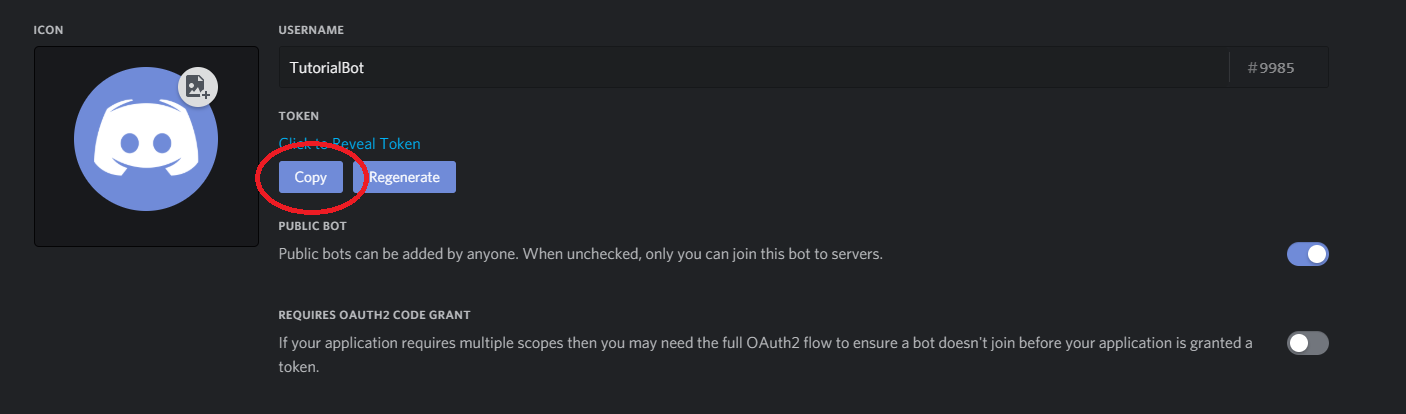 ICON
USERNAME
TutorialBot
#9985
TOKEN
Click to Reveal Token
Copy
Regenerate
PUBLIC BOT
Public bots can be added by anyone. When unchecked, only you can join this bot to servers.
REQUIRES OAUTH2 CODE GRANT
If your application requires multiple scopes then you may need the full OAuth2 flow to ensure a bot doesn't join before your application is granted a
token.